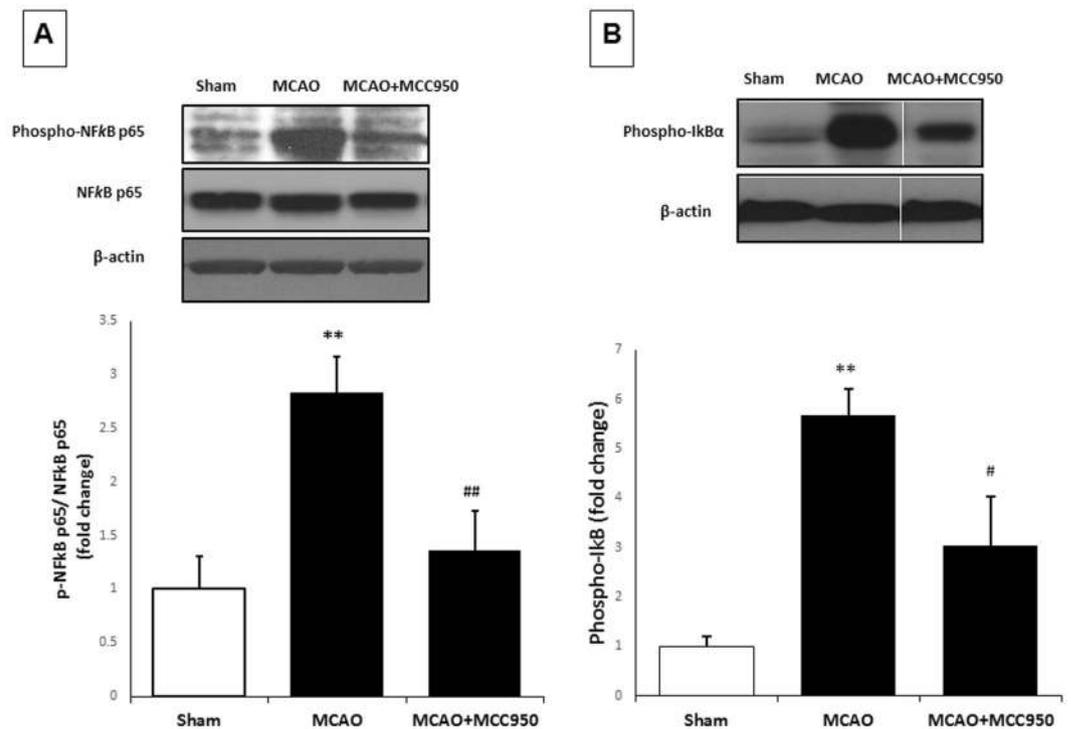 A
Sham MCAO MCAO+MCC950
Phospho-NFkB p65
NFkB p65
β-actin
3.5
3
2.5
2
1.5
1
0.5
0
p-NFkB p65/ NFkB p65
(fold change)
**
##
Sham MCAO MCAO+MCC950
B
Sham MCAO MCAO+MCC950
Phospho-IkBα
β-actin
7
6
5
4
3
2
1
0
Phospho-IkB (fold change)
**
#
Sham MCAO MCAO+MCC950